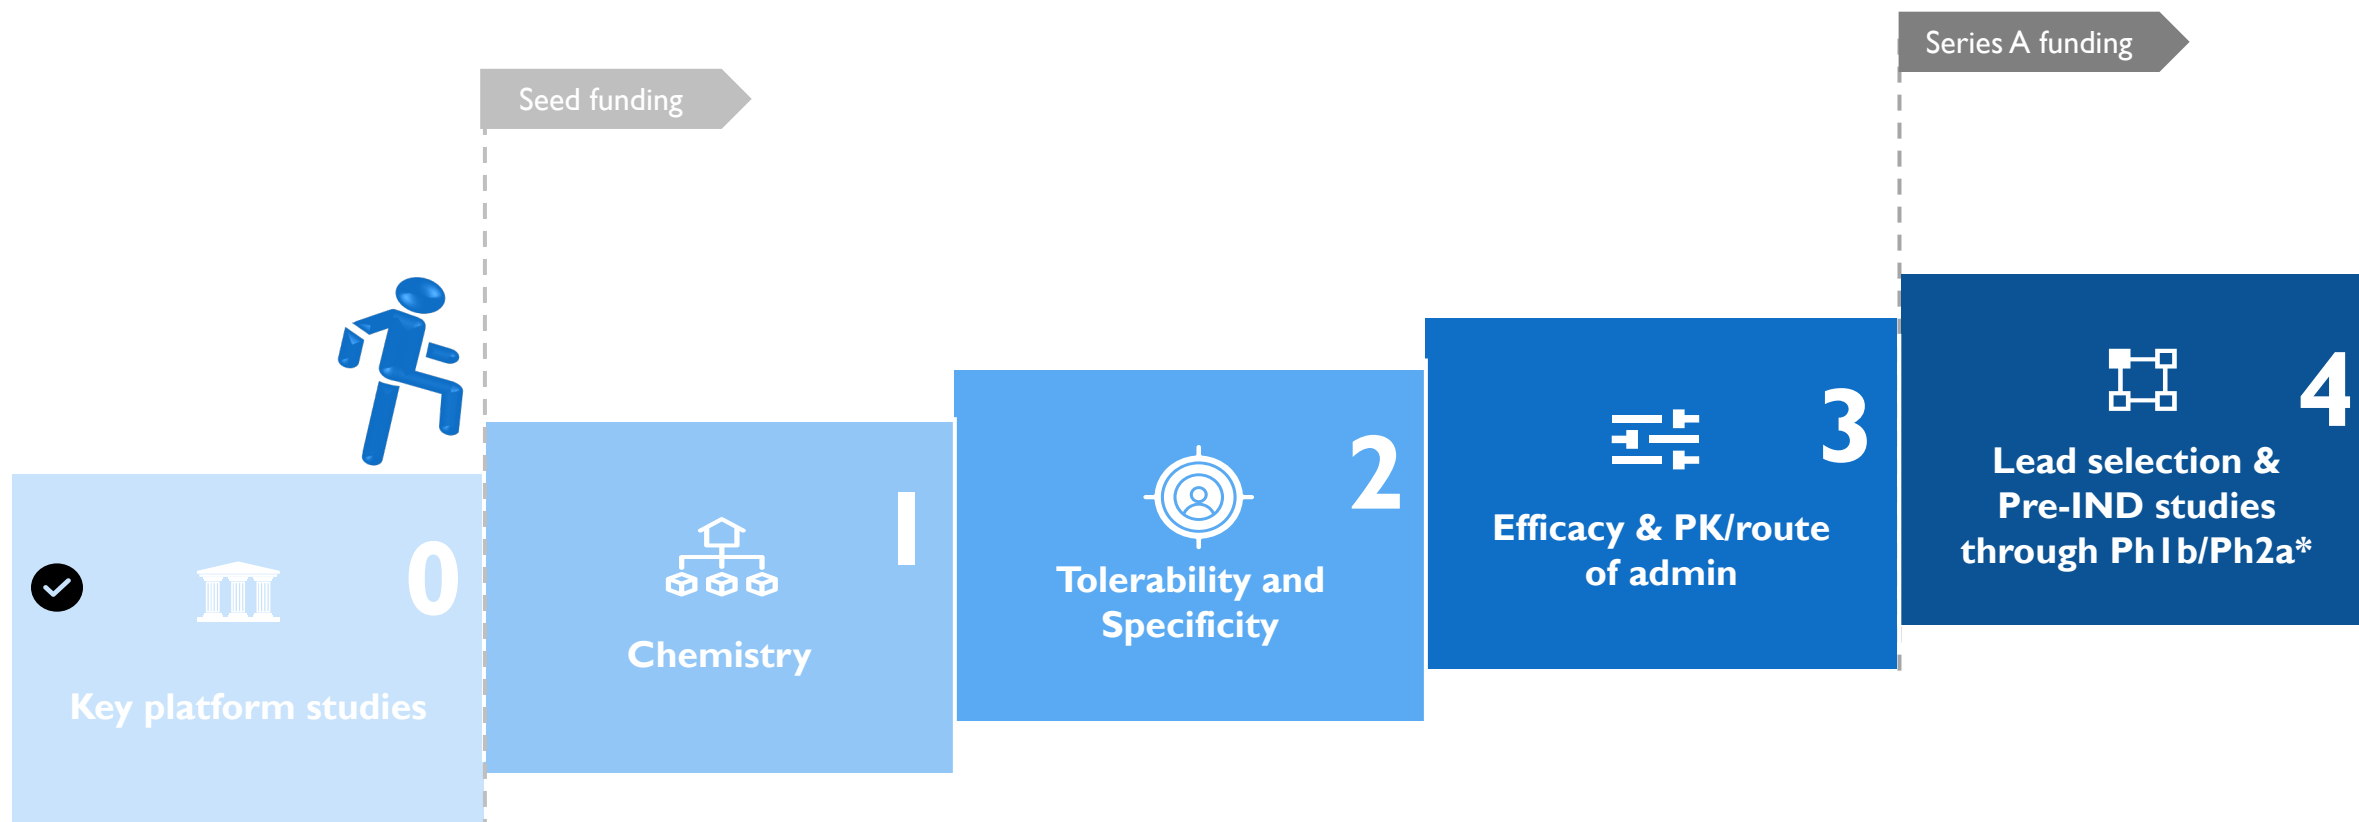 Seed funding
Series A funding
0
Key platform studies
1
Chemistry
2
Tolerability and
Specificity
3
Efficacy & PK/route
of admin
4
Lead selection &
Pre-IND studies
through Ph1b/Ph2a*